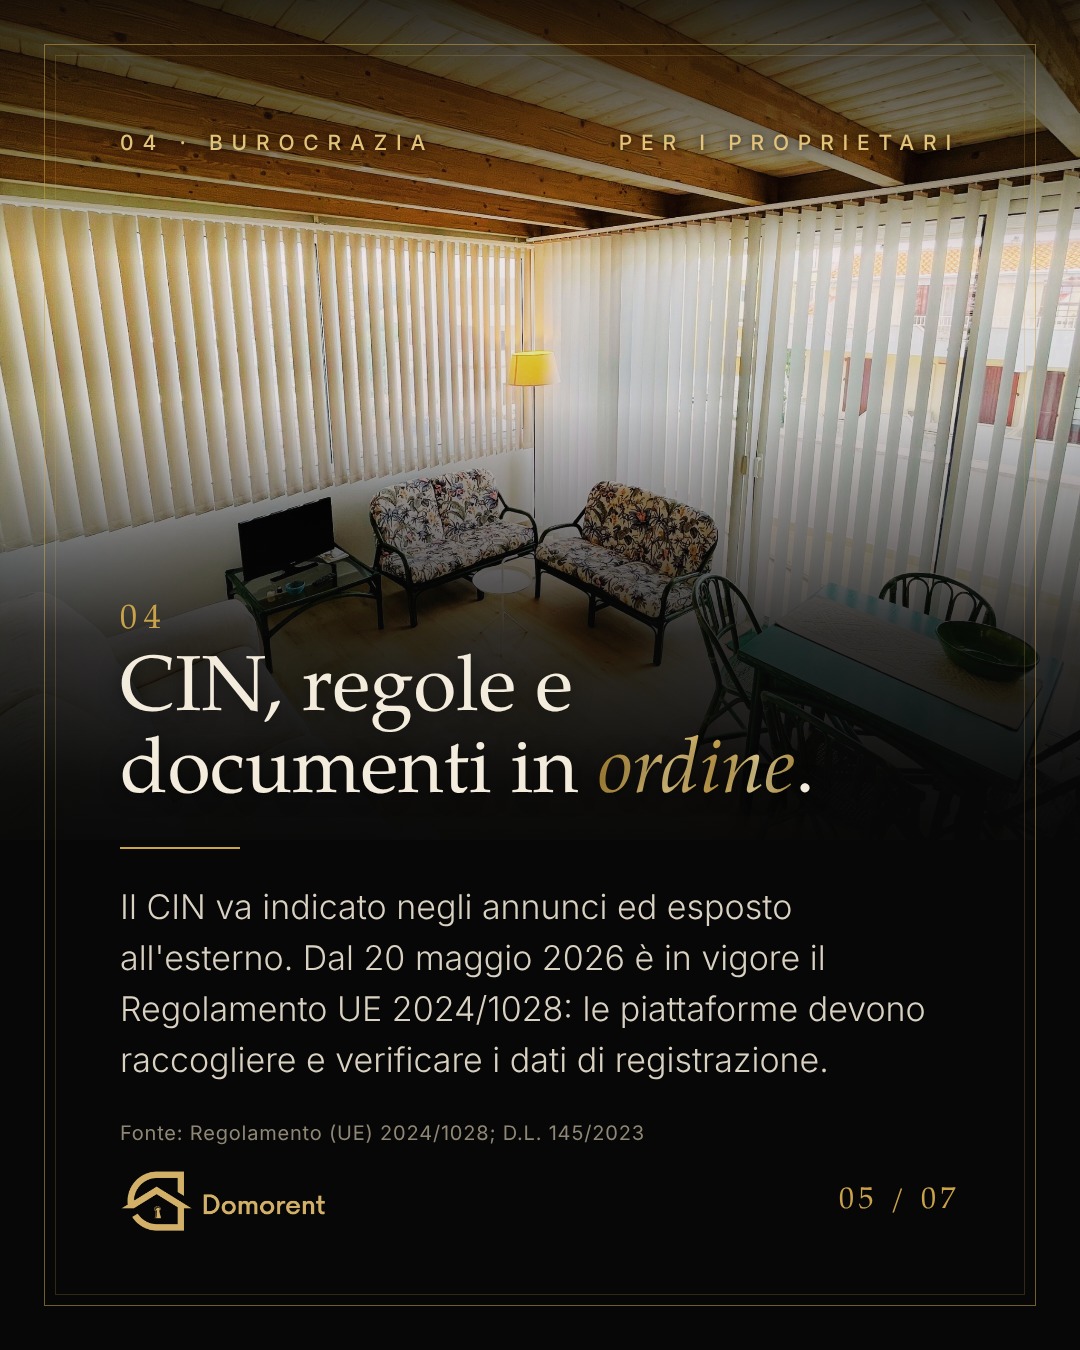 04 · BUROCRAZIA
PER I PROPRIETARI
04
CIN, regole e
documenti in ordine.
Il CIN va indicato negli annunci ed esposto
all'esterno. Dal 20 maggio 2026 è in vigore il
Regolamento UE 2024/1028: le piattaforme devono
raccogliere e verificare i dati di registrazione.
Fonte: Regolamento (UE) 2024/1028; D.L. 145/2023
Domorent
05 / 07